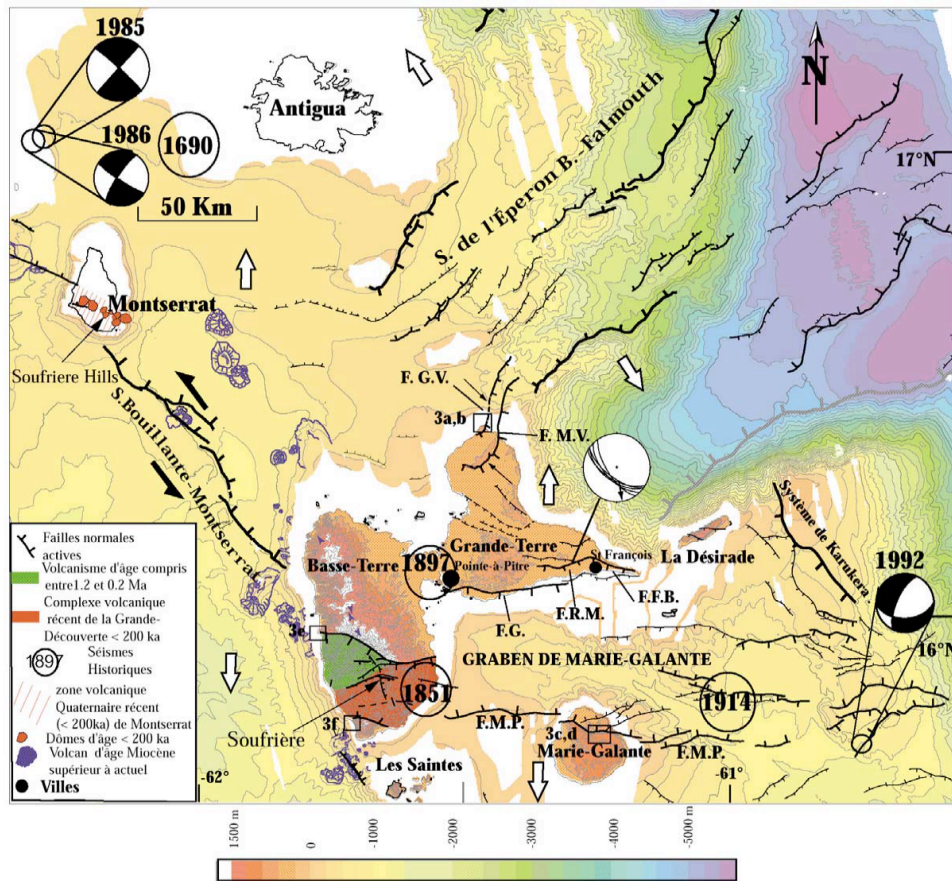 1985
1986
1690
Antigua
50 Km
N
17°N
S. de l'Éperon B.-Falmouth
Montserrat
Soufriere Hills
S.Bouillante-Montserrat
F. G.V.
3a,b
F. M.V.
Système de Karukera
1992
16°N
Basse-Terre
1897
Grande-Terre
Pointe-à-Pitre
St François
La Désirade
F.F.B.
F.R.M.
F.G.
3e
GRABEN DE MARIE-GALANTE
1851
1914
3f
F.M.P.
3c,d
Marie-Galante
F.M.P.
Soufrière
Les Saintes
-62°
-61°
Failles normales
actives
Volcanisme d'âge compris
entre1.2 et 0.2 Ma
Complexe volcanique
récent de la Grande-
Découverte < 200 ka
1897
Séismes
Historiques
zone volcanique
Quaternaire récent
(< 200ka) de Montserrat
Dômes d'âge < 200 ka
Volcan d'âge Miocène
supérieur à actuel
Villes
1500 m
0
-1000
-2000
-3000
-4000
-5000 m